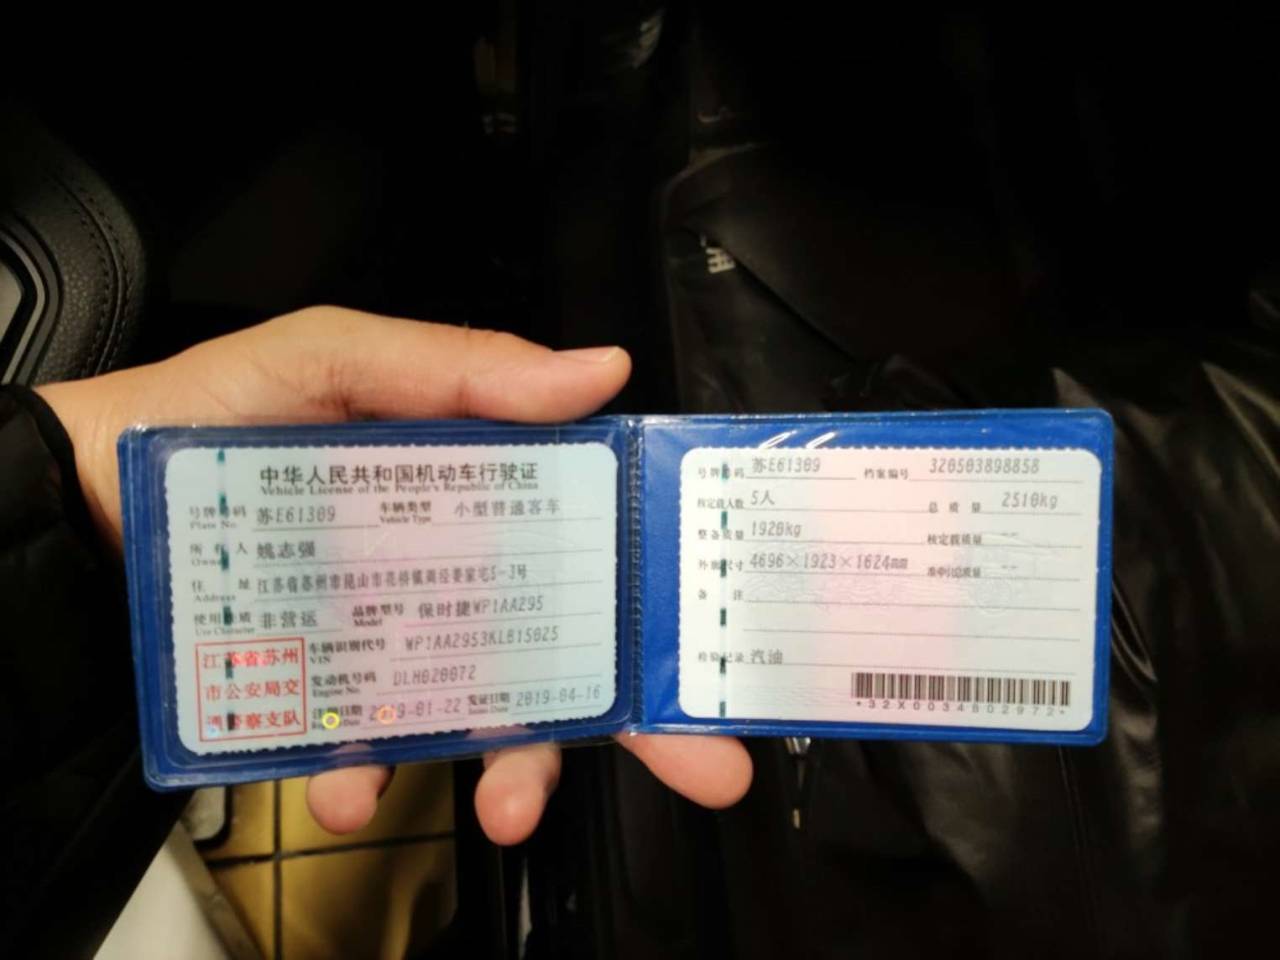 中华人民共和国机动车行驶证
Vehicle License of the People's Republic of China
号牌号码 Plate No. 苏E61309 车辆类型 Vehicle Type 小型普通客车
所有人 Owner 姚志强
住址 Address 江苏省苏州市昆山市花桥镇周泾姜家宅5-3号
使用性质 Use Character 非营运 品牌型号 Model 保时捷WP1AA295
车辆识别代号 VIN WP1AA2953KLB15025
发动机号码 Engine No. DLH020072
注册日期 Register Date 2019-01-22 发证日期 Issue Date 2019-04-16
江苏省苏州
市公安局交
通警察支队
号牌号码 苏E61309 档案编号 320503898858
核定载人数 5人 总质量 2510kg
整备质量 1920kg 核定载质量 --
外廓尺寸 4696×1923×1624mm 准牵引总质量 --
备注
检验记录 汽油
*32X0034802972*